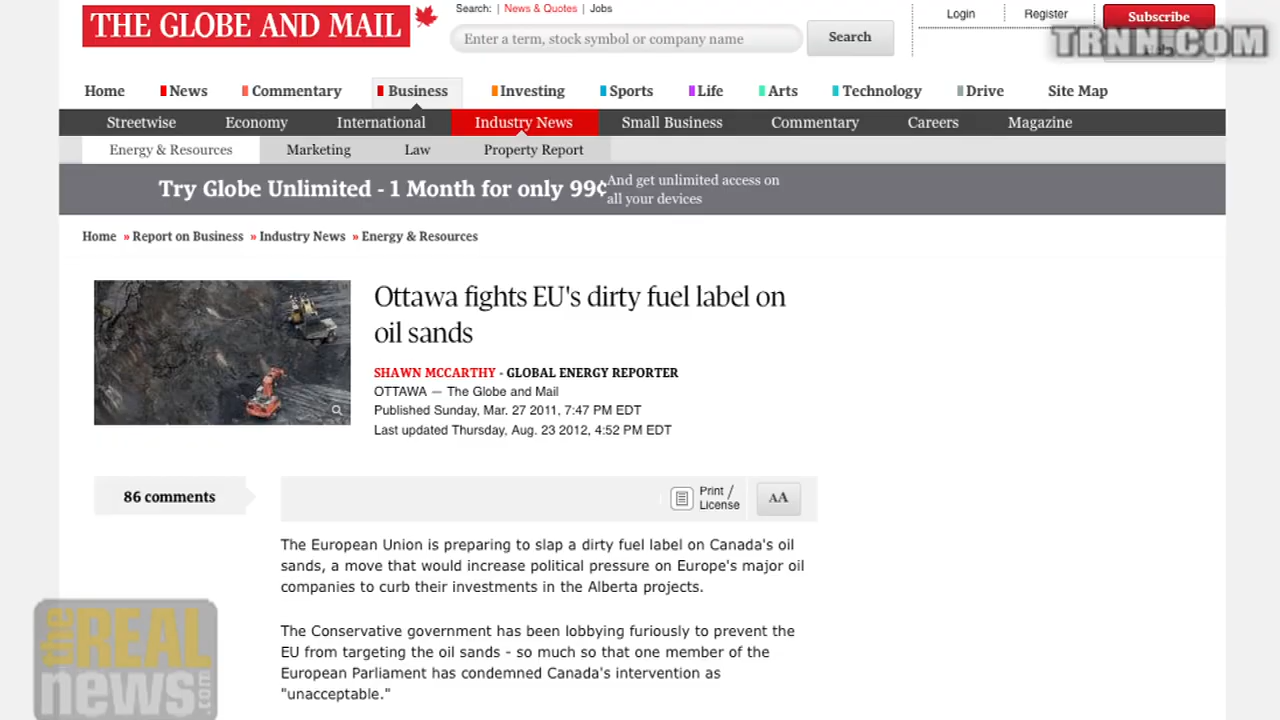 THE GLOBE AND MAIL
Search: | News & Quotes | Jobs
Enter a term, stock symbol or company name
Search
Login
Register
Subscribe
TRNN.COM
Home
News
Commentary
Business
Investing
Sports
Life
Arts
Technology
Drive
Site Map
Streetwise
Economy
International
Industry News
Small Business
Commentary
Careers
Magazine
Energy & Resources
Marketing
Law
Property Report
Try Globe Unlimited - 1 Month for only 99¢
And get unlimited access on
all your devices
Home » Report on Business » Industry News » Energy & Resources
Ottawa fights EU's dirty fuel label on
oil sands
SHAWN MCCARTHY - GLOBAL ENERGY REPORTER
OTTAWA — The Globe and Mail
Published Sunday, Mar. 27 2011, 7:47 PM EDT
Last updated Thursday, Aug. 23 2012, 4:52 PM EDT
86 comments
Print /
License
AA
The European Union is preparing to slap a dirty fuel label on Canada's oil
sands, a move that would increase political pressure on Europe's major oil
companies to curb their investments in the Alberta projects.
The Conservative government has been lobbying furiously to prevent the
EU from targeting the oil sands - so much so that one member of the
European Parliament has condemned Canada's intervention as
"unacceptable."
the
REAL
news.com